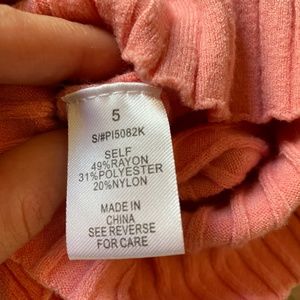 5
S/#PI5082K
SELF
49%RAYON
31%POLYESTER
20%NYLON
MADE IN
CHINA
SEE REVERSE
FOR CARE